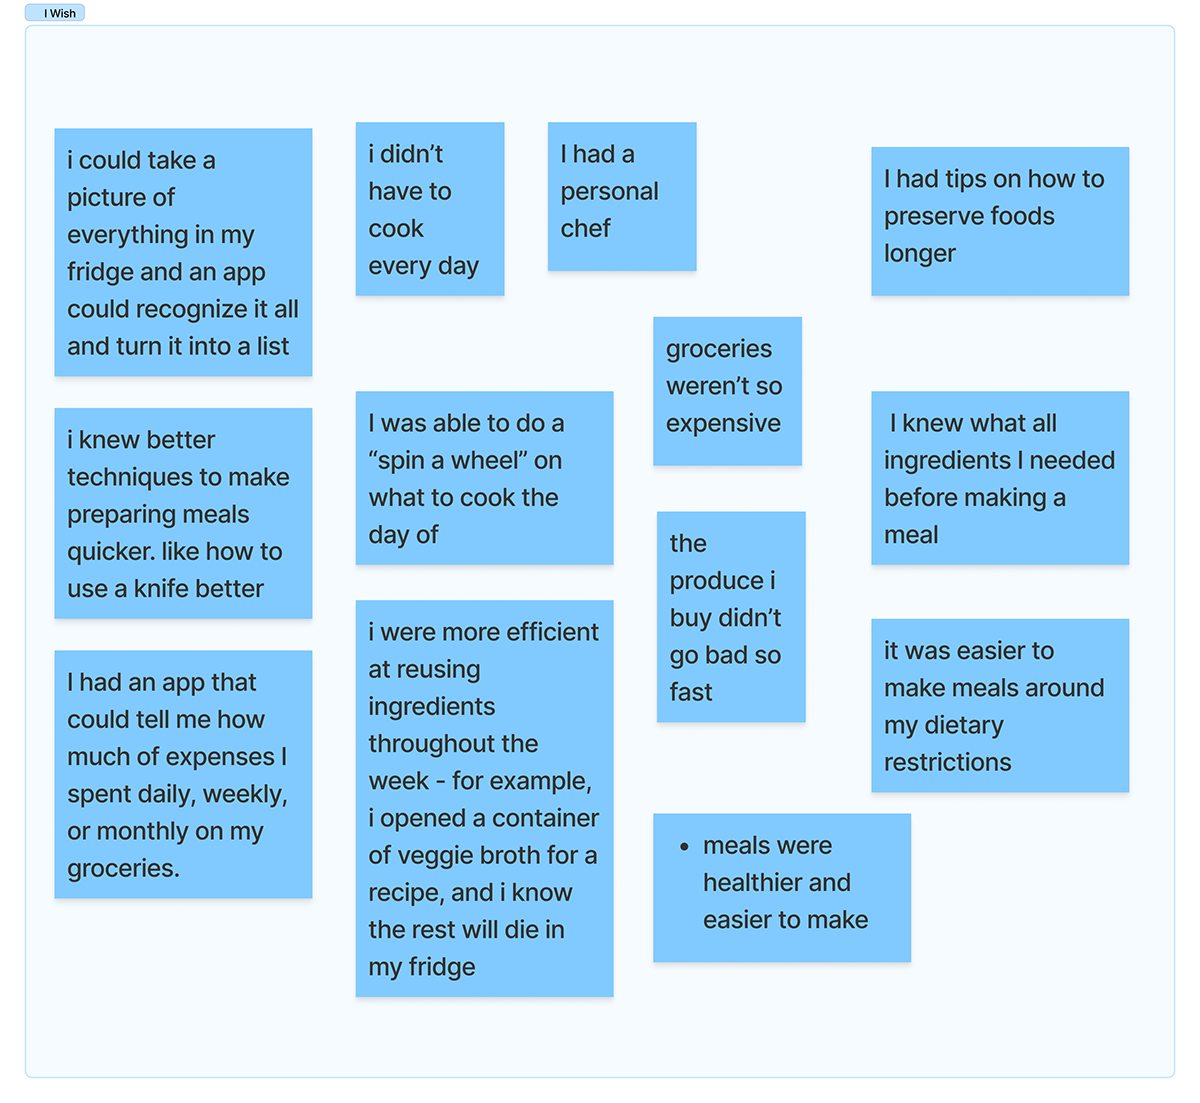 I Wish
i could take a
picture of
everything in my
fridge and an app
could recognize it all
and turn it into a list
i knew better
techniques to make
preparing meals
quicker. like how to
use a knife better
I had an app that
could tell me how
much of expenses I
spent daily, weekly,
or monthly on my
groceries.
i didn’t
have to
cook
every day
I had a
personal
chef
I was able to do a
“spin a wheel” on
what to cook the
day of
i were more efficient
at reusing
ingredients
throughout the
week - for example,
i opened a container
of veggie broth for a
recipe, and i know
the rest will die in
my fridge
groceries
weren’t so
expensive
the
produce i
buy didn’t
go bad so
fast
• meals were
healthier and
easier to make
I had tips on how to
preserve foods
longer
I knew what all
ingredients I needed
before making a
meal
it was easier to
make meals around
my dietary
restrictions